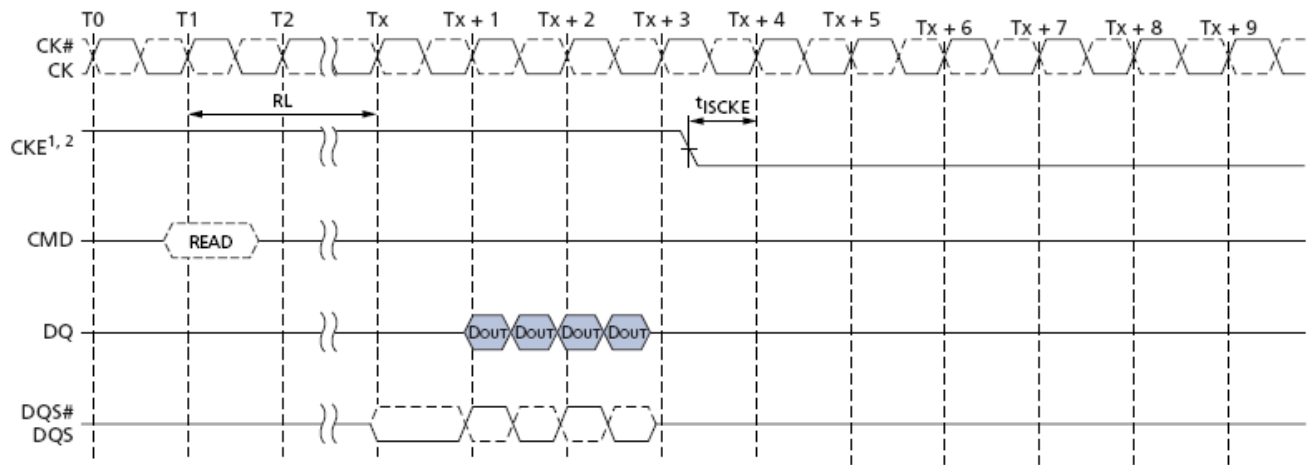 T0 T1 T2 Tx Tx + 1 Tx + 2 Tx + 3 Tx + 4 Tx + 5 Tx + 6 Tx + 7 Tx + 8 Tx + 9
CK#
CK
RL
tISCKE
CKE1, 2
CMD READ
DQ DOUT DOUT DOUT DOUT
DQS#
DQS